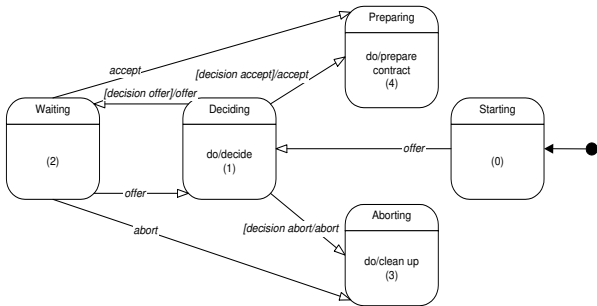 Preparing
do/prepare
contract
(4)
accept
[decision accept]/accept
[decision offer]/offer
Waiting
(2)
Deciding
do/decide
(1)
Starting
(0)
offer
offer
abort
[decision abort/abort
Aborting
do/clean up
(3)